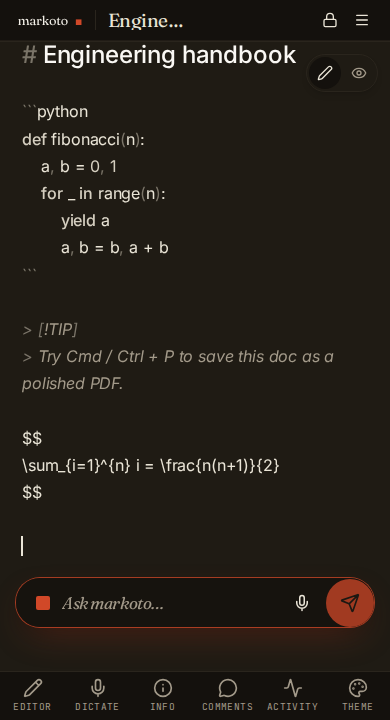 markoto
Engine...
# Engineering handbook
```python
def fibonacci(n):
    a, b = 0, 1
    for _ in range(n):
        yield a
        a, b = b, a + b
```
> [!TIP]
> Try Cmd / Ctrl + P to save this doc as a
polished PDF.
$$
\sum_{i=1}^{n} i = \frac{n(n+1)}{2}
$$
Ask markoto...
EDITOR DICTATE INFO COMMENTS ACTIVITY THEME